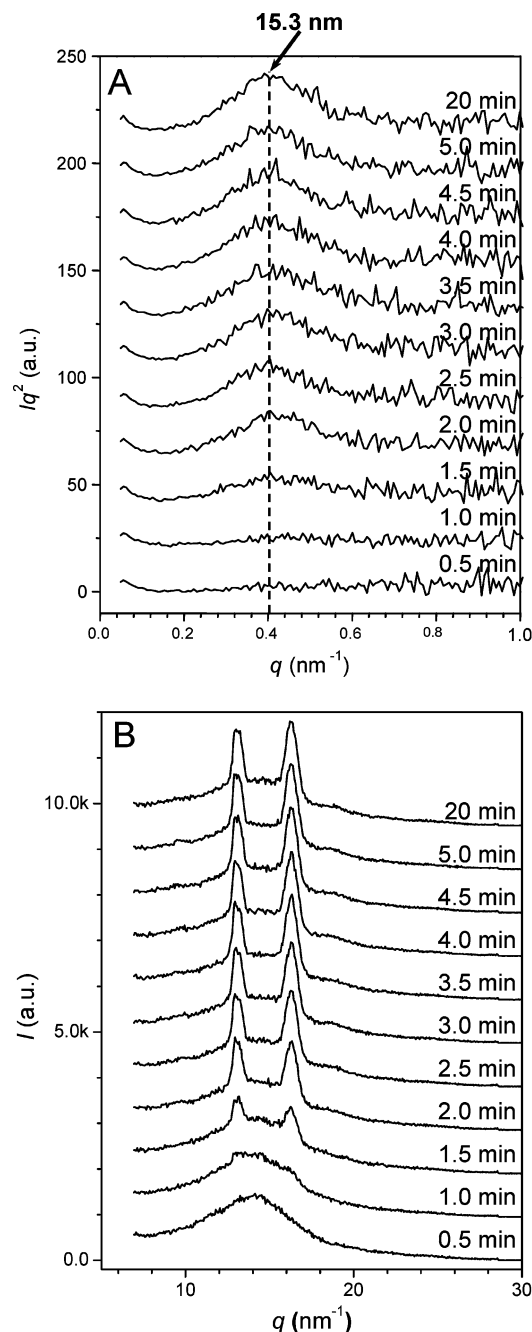 15.3 nm
A
250
200
150
100
50
0
Iq² (a.u.)
20 min
5.0 min
4.5 min
4.0 min
3.5 min
3.0 min
2.5 min
2.0 min
1.5 min
1.0 min
0.5 min
0.0 0.2 0.4 0.6 0.8 1.0
q (nm⁻¹)
B
10.0k
5.0k
0.0
I (a.u.)
20 min
5.0 min
4.5 min
4.0 min
3.5 min
3.0 min
2.5 min
2.0 min
1.5 min
1.0 min
0.5 min
10 20 30
q (nm⁻¹)